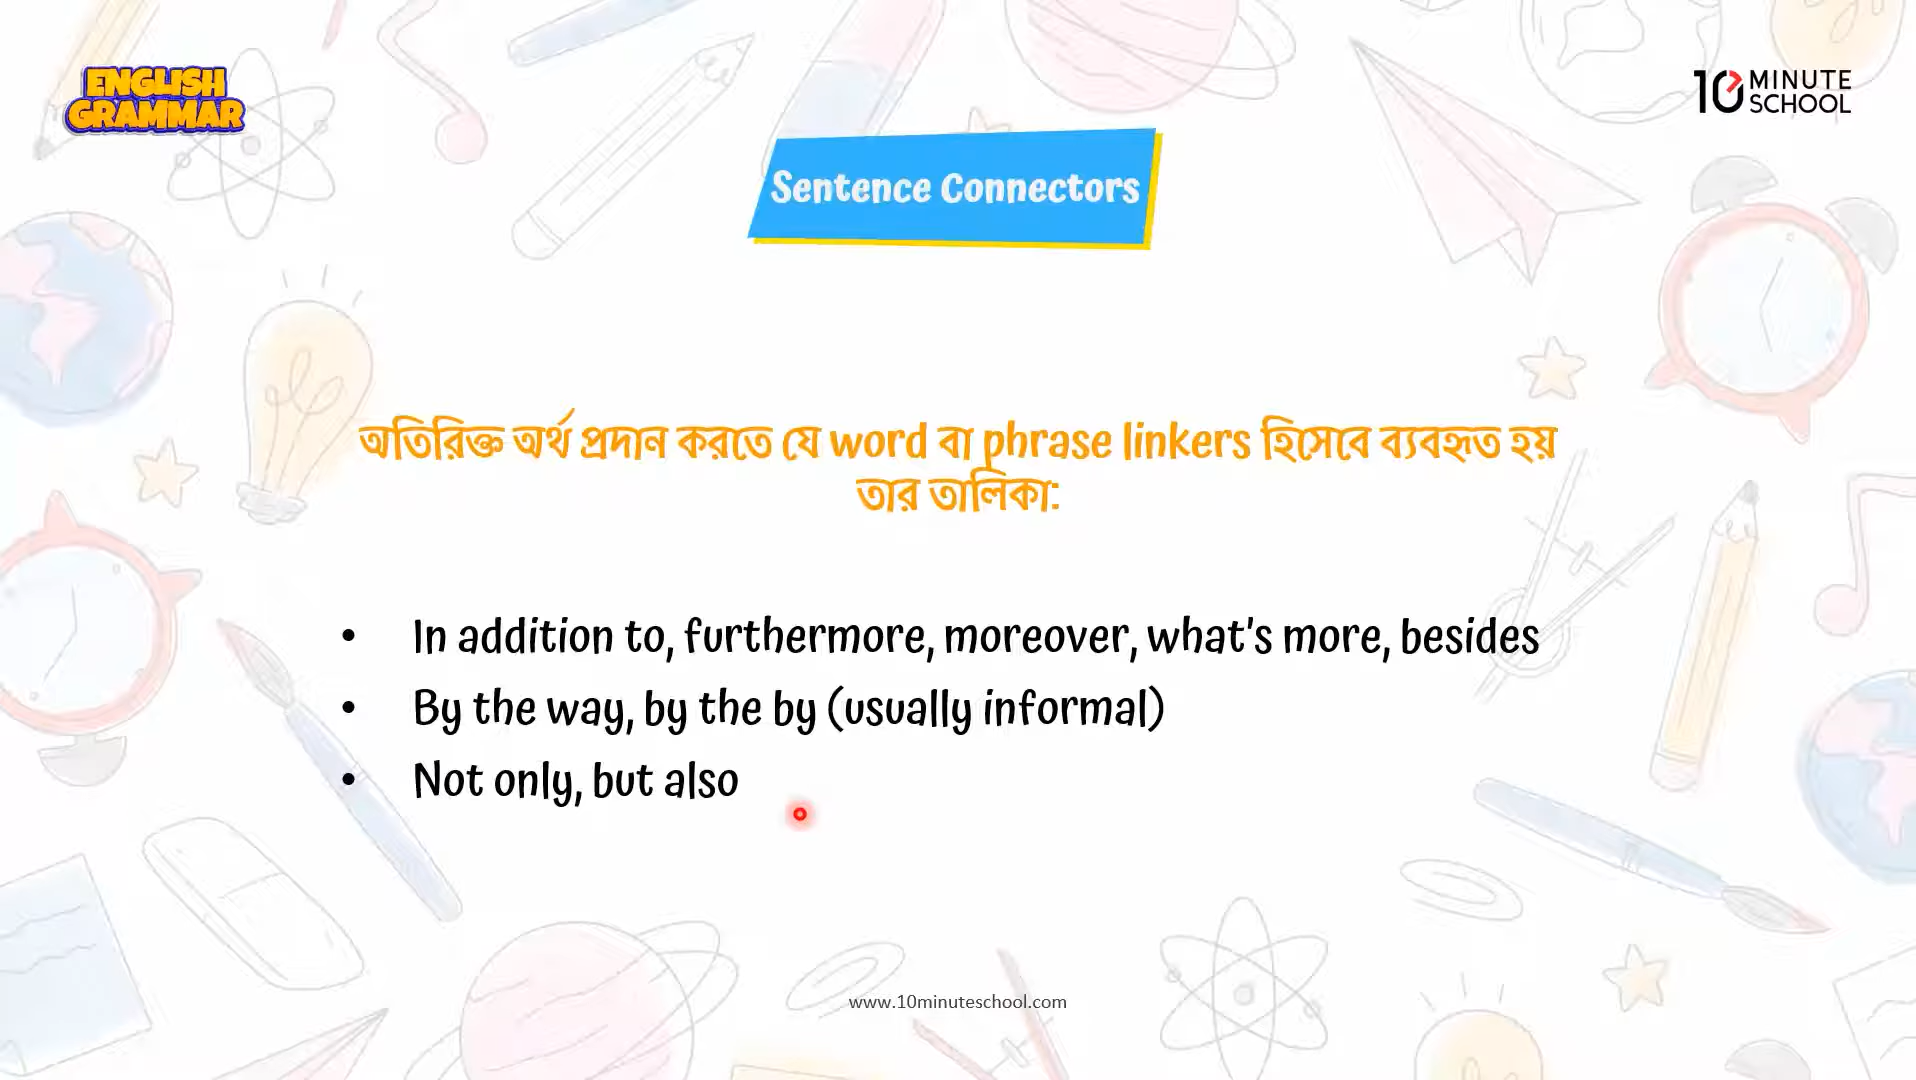 ENGLISH
GRAMMAR
10 MINUTE
SCHOOL
Sentence Connectors
অতিরিক্ত অর্থ প্রদান করতে যে word বা phrase linkers হিসেবে ব্যবহৃত হয়
তার তালিকা:
• In addition to, furthermore, moreover, what's more, besides
• By the way, by the by (usually informal)
• Not only, but also
www.10minuteschool.com